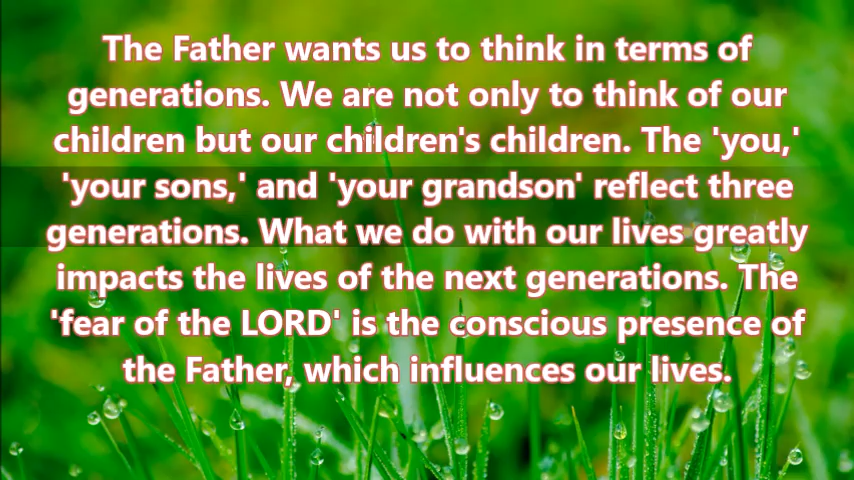 The Father wants us to think in terms of
generations. We are not only to think of our
children but our children's children. The 'you,'
'your sons,' and 'your grandson' reflect three
generations. What we do with our lives greatly
impacts the lives of the next generations. The
'fear of the LORD' is the conscious presence of
the Father, which influences our lives.